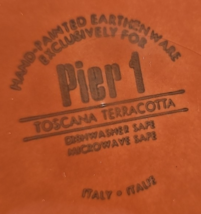 HAND-PAINTED EARTHENWARE
EXCLUSIVELY FOR
Pier 1
TOSCANA TERRACOTTA
DISHWASHER SAFE
MICROWAVE SAFE
ITALY - ITALIE